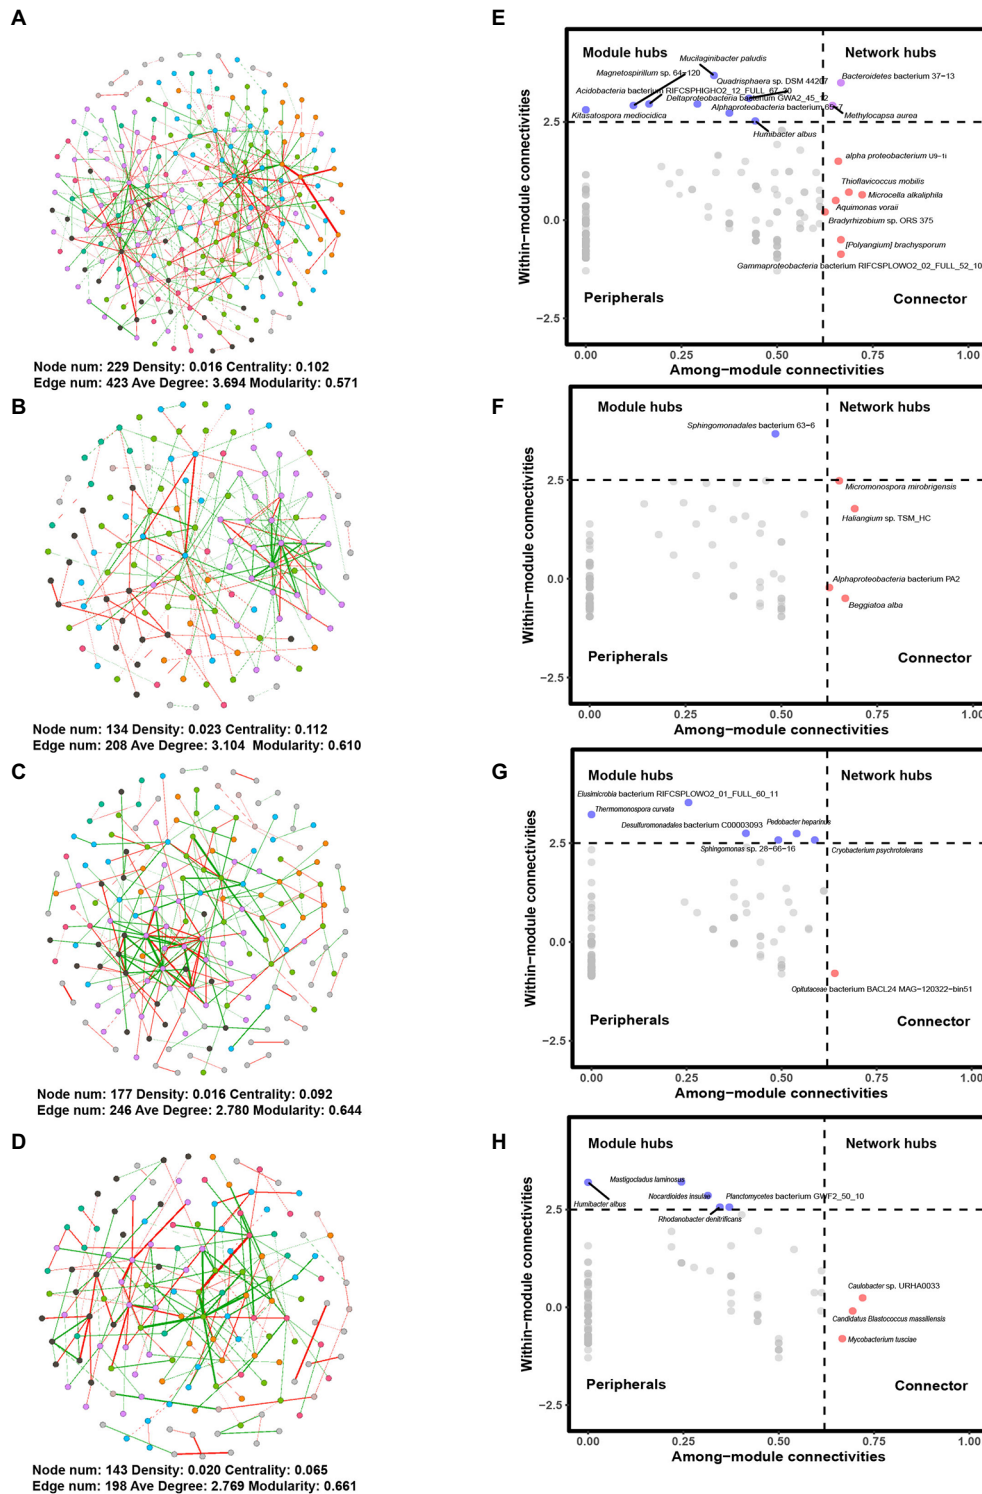 A
Node num: 229 Density: 0.016 Centrality: 0.102
Edge num: 423 Ave Degree: 3.694 Modularity: 0.571
B
Node num: 134 Density: 0.023 Centrality: 0.112
Edge num: 208 Ave Degree: 3.104 Modularity: 0.610
C
Node num: 177 Density: 0.016 Centrality: 0.092
Edge num: 246 Ave Degree: 2.780 Modularity: 0.644
D
Node num: 143 Density: 0.020 Centrality: 0.065
Edge num: 198 Ave Degree: 2.769 Modularity: 0.661
E
Within−module connectivities
Module hubs
Network hubs
Mucilaginibacter paludis
Magnetospirillum sp. 64−120
Quadrisphaera sp. DSM 44207
Bacteroidetes bacterium 37−13
Acidobacteria bacterium RIFCSPHIGHO2_12_FULL_67_30
Deltaproteobacteria bacterium GWA2_45_12
Alphaproteobacteria bacterium 65−7
Kitasatospora mediocidica
Methylocapsa aurea
Humibacter albus
alpha proteobacterium U9−1i
Thioflavicoccus mobilis
Microcella alkaliphila
Aquimonas voraii
Bradyrhizobium sp. ORS 375
[Polyangium] brachysporum
Gammaproteobacteria bacterium RIFCSPLOWO2_02_FULL_52_10
Peripherals
Connector
2.5
0.0
−2.5
0.00
0.25
0.50
0.75
1.00
Among−module connectivities
F
Within−module connectivities
Module hubs
Network hubs
Sphingomonadales bacterium 63−6
Micromonospora mirobrigensis
Haliangium sp. TSM_HC
Alphaproteobacteria bacterium PA2
Beggiatoa alba
Peripherals
Connector
2.5
0.0
−2.5
0.00
0.25
0.50
0.75
1.00
Among−module connectivities
G
Within−module connectivities
Module hubs
Network hubs
Elusimicrobia bacterium RIFCSPLOWO2_01_FULL_60_11
Thermomonospora curvata
Desulfuromonadales bacterium C00003093
Pedobacter heparinus
Sphingomonas sp. 28−66−16
Cryobacterium psychrotolerans
Opitutaceae bacterium BACL24 MAG−120322−bin51
Peripherals
Connector
2.5
0.0
−2.5
0.00
0.25
0.50
0.75
1.00
Among−module connectivities
H
Within−module connectivities
Module hubs
Network hubs
Mastigocladus laminosus
Humibacter albus
Nocardioides insulae
Planctomycetes bacterium GWF2_50_10
Rhodanobacter denitrificans
Caulobacter sp. URHA0033
Candidatus Blastococcus massiliensis
Mycobacterium tusciae
Peripherals
Connector
2.5
0.0
−2.5
0.00
0.25
0.50
0.75
1.00
Among−module connectivities